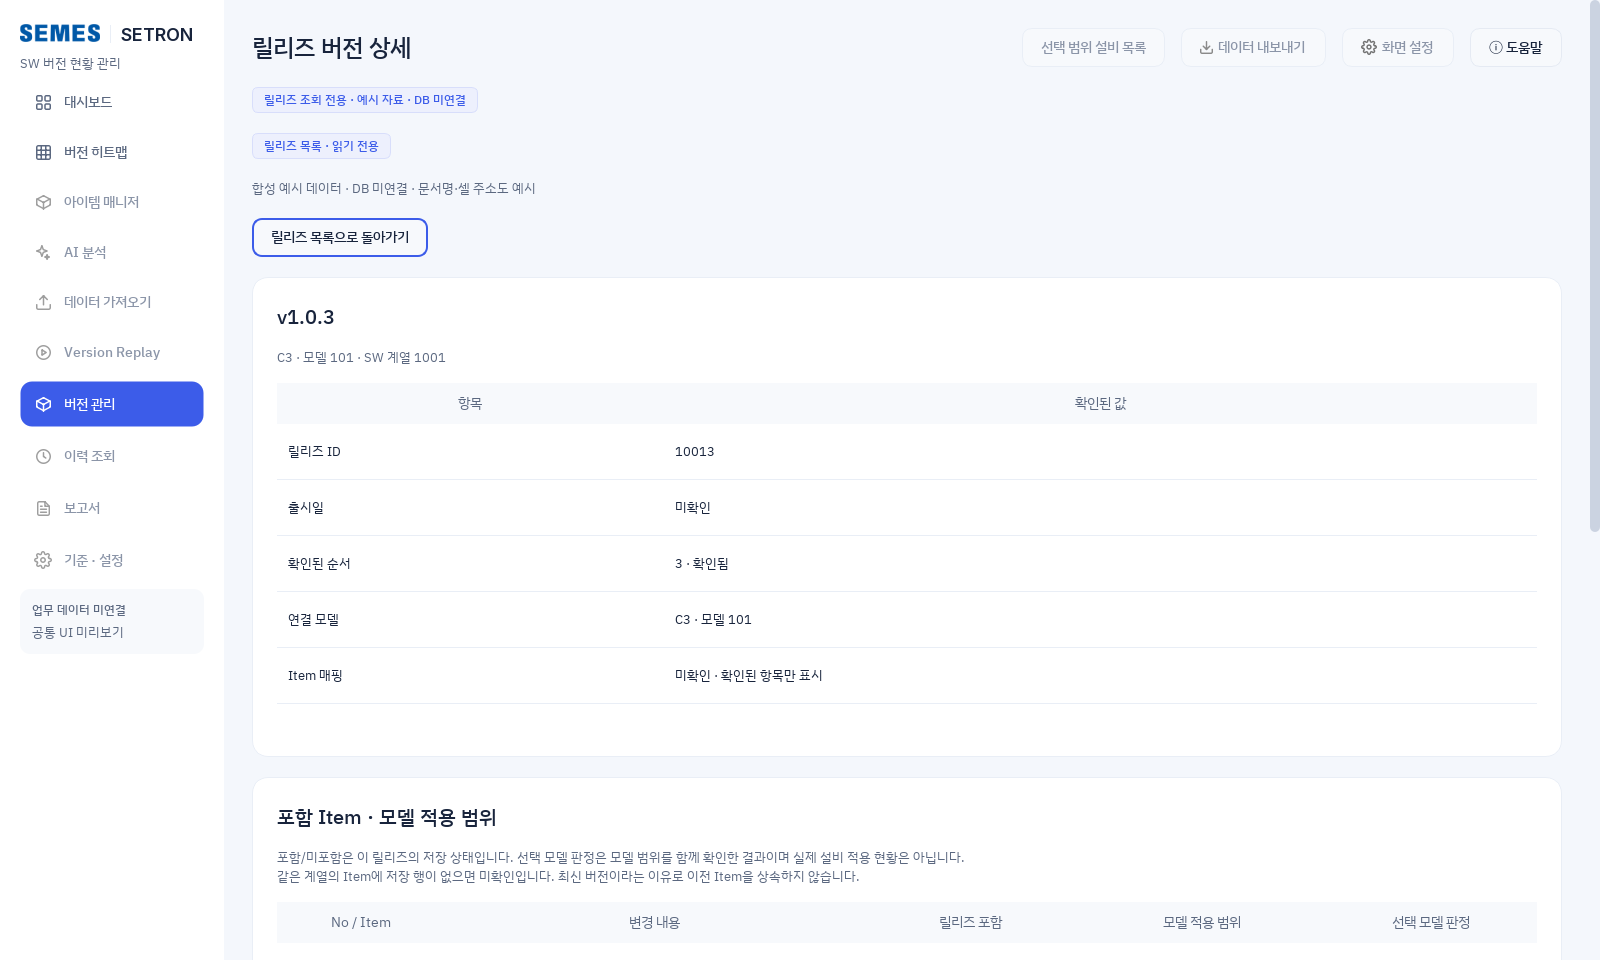 SEMES SETRON
SW 버전 현황 관리
대시보드
버전 히트맵
아이템 매니저
AI 분석
데이터 가져오기
Version Replay
버전 관리
이력 조회
보고서
기준 · 설정
업무 데이터 미연결
공통 UI 미리보기
릴리즈 버전 상세
선택 범위 설비 목록
데이터 내보내기
화면 설정
도움말
릴리즈 조회 전용 · 예시 자료 · DB 미연결
릴리즈 목록 · 읽기 전용
합성 예시 데이터 · DB 미연결 · 문서명·셀 주소도 예시
릴리즈 목록으로 돌아가기
v1.0.3
C3 · 모델 101 · SW 계열 1001
항목 확인된 값
릴리즈 ID 10013
출시일 미확인
확인된 순서 3 · 확인됨
연결 모델 C3 · 모델 101
Item 매핑 미확인 · 확인된 항목만 표시
포함 Item · 모델 적용 범위
포함/미포함은 이 릴리즈의 저장 상태입니다. 선택 모델 판정은 모델 범위를 함께 확인한 결과이며 실제 설비 적용 현황은 아닙니다.
같은 계열의 Item에 저장 행이 없으면 미확인입니다. 최신 버전이라는 이유로 이전 Item을 상속하지 않습니다.
No / Item 변경 내용 릴리즈 포함 모델 적용 범위 선택 모델 판정